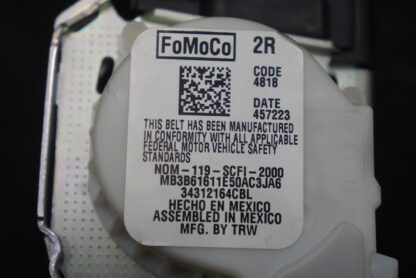 FoMoCo 2R
CODE
4818
DATE
457223
THIS BELT HAS BEEN MANUFACTURED
IN CONFORMITY WITH ALL APPLICABLE
FEDERAL MOTOR VEHICLE SAFETY
STANDARDS
NOM-119-SCFI-2000
MB3B61611E50AC3JA6
34312164CBL
HECHO EN MEXICO
ASSEMBLED IN MEXICO
MFG. BY TRW